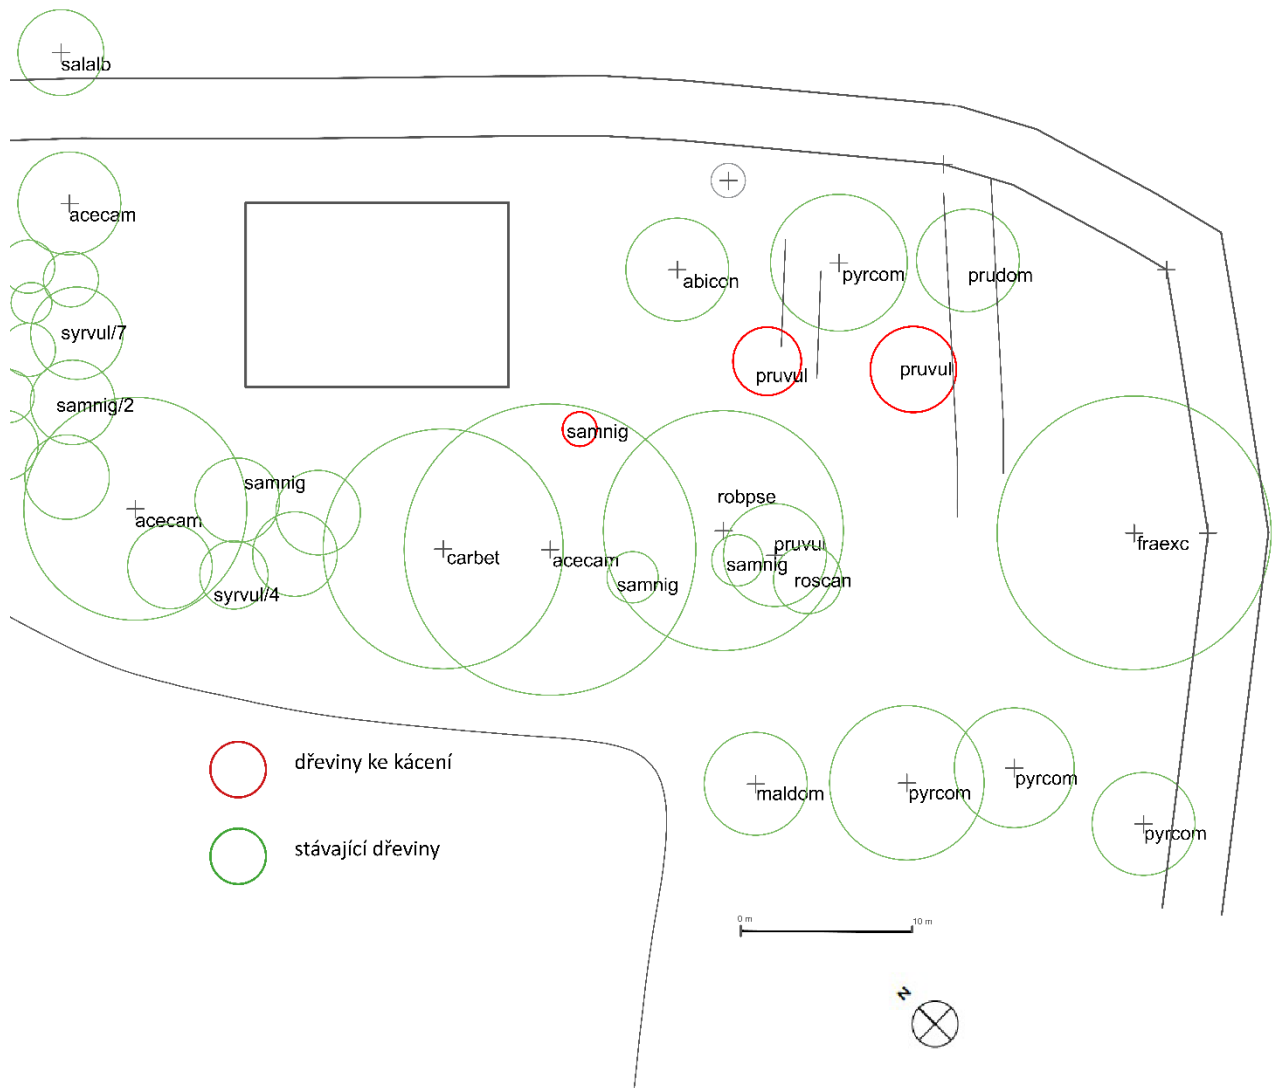 salalb
acecam
abicon
pyrcom
prudom
syrvul/7
pruvul
pruvul
samnig/2
samnig
samnig
robpse
acecam
carbet
acecam
pruvul
samnig
roscan
fraexc
samnig
syrvul/4
dřeviny ke kácení
maldom
pyrcom
pyrcom
pyrcom
stávající dřeviny
0 m
10 m
N